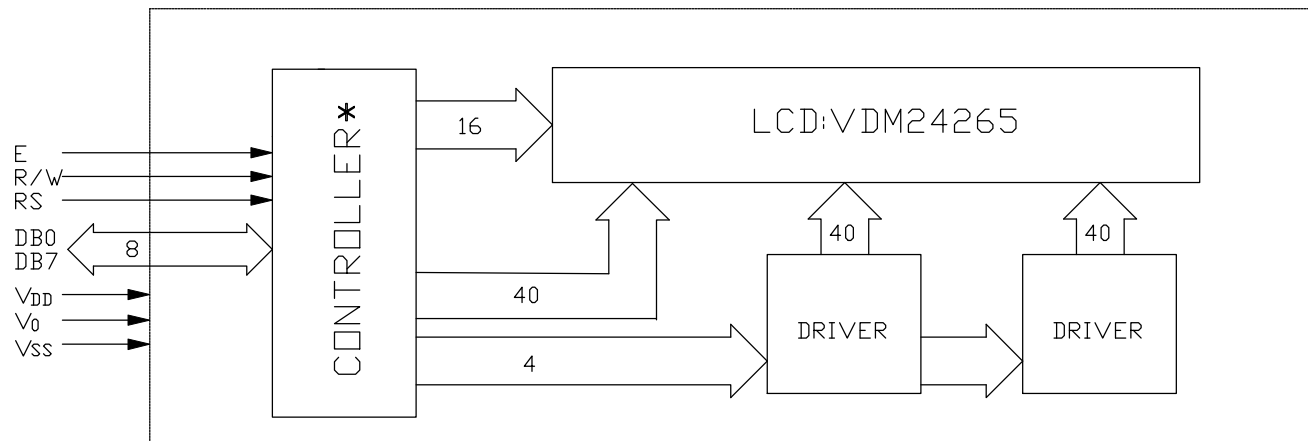 E
R/W
RS
DB0
DB7
8
VDD
V0
VSS
CONTROLLER*
16
40
4
LCD:VDM24265
40
DRIVER
40
DRIVER